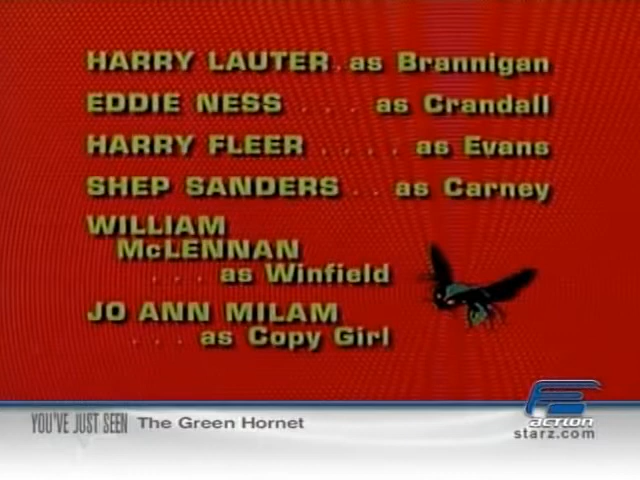 HARRY LAUTER . as Brannigan
EDDIE NESS . . . as Crandall
HARRY FLEER . . . . as Evans
SHEP SANDERS . . as Carney
WILLIAM
McLENNAN
. . . as Winfield
JO ANN MILAM
. . . as Copy Girl
YOU'VE JUST SEEN The Green Hornet
ACTION
starz.com